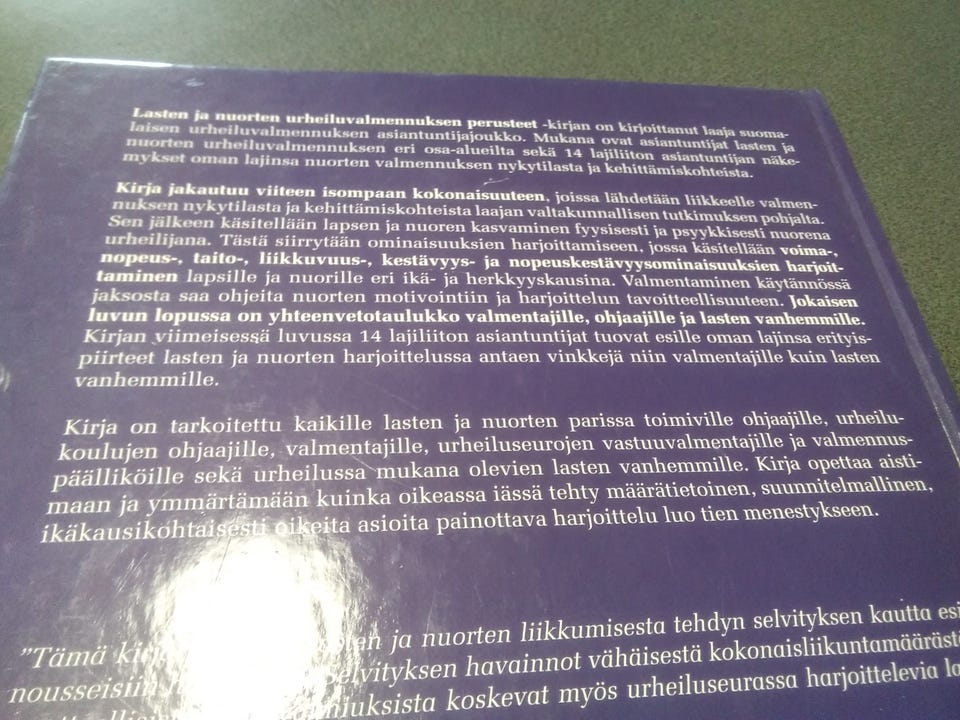 Lasten ja nuorten urheiluvalmennuksen perusteet -kirjan on kirjoittanut laaja suoma-
laisen urheiluvalmennuksen asiantuntijajoukko. Mukana ovat asiantuntijat lasten ja
nuorten urheiluvalmennuksen eri osa-alueilta sekä 14 lajiliiton asiantuntijan näke-
mykset oman lajinsa nuorten valmennuksen nykytilasta ja kehittämiskohteista.
Kirja jakautuu viiteen isompaan kokonaisuuteen, joissa lähdetään liikkeelle valmen-
nuksen nykytilasta ja kehittämiskohteista laajan valtakunnallisen tutkimuksen pohjalta.
Sen jälkeen käsitellään lapsen ja nuoren kasvaminen fyysisesti ja psyykkisesti nuorena
urheilijana. Tästä siirrytään ominaisuuksien harjoittamiseen, jossa käsitellään voima-,
nopeus-, taito-, liikkuvuus-, kestävyys- ja nopeuskestävyysominaisuuksien harjoit-
taminen lapsille ja nuorille eri ikä- ja herkkyyskausina. Valmentaminen käytännössä
jaksosta saa ohjeita nuorten motivointiin ja harjoittelun tavoitteellisuuteen. Jokaisen
luvun lopussa on yhteenvetotaulukko valmentajille, ohjaajille ja lasten vanhemmille.
Kirjan viimeisessä luvussa 14 lajiliiton asiantuntijat tuovat esille oman lajinsa erityis-
piirteet lasten ja nuorten harjoittelussa antaen vinkkejä niin valmentajille kuin lasten
vanhemmille.
Kirja on tarkoitettu kaikille lasten ja nuorten parissa toimiville ohjaajille, urheilu-
koulujen ohjaajille, valmentajille, urheiluseurojen vastuuvalmentajille ja valmennus-
päälliköille sekä urheilussa mukana olevien lasten vanhemmille. Kirja opettaa aisti-
maan ja ymmärtämään kuinka oikeassa iässä tehty määrätietoinen, suunnitelmallinen,
ikäkausikohtaisesti oikeita asioita painottava harjoittelu luo tien menestykseen.
"Tämä ja nuorten liikkumisesta tehdyn selvityksen kautta esi
nousseisiin Selvityksen havainnot vähäisestä kokonaisliikuntamäärästä
koskevat myös urheiluseurassa harjoittelevia la